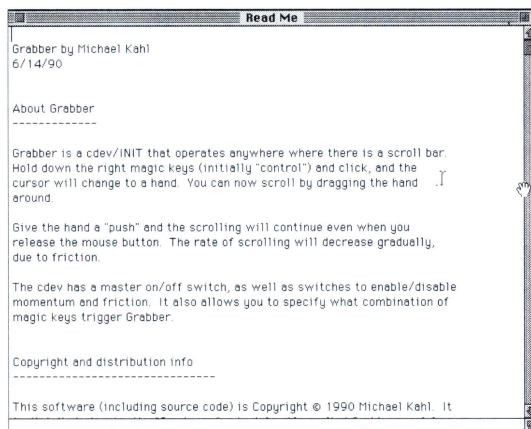 Read Me
Grabber by Michael Kahl
6/14/90
About Grabber
-------------
Grabber is a cdev/INIT that operates anywhere where there is a scroll bar.
Hold down the right magic keys (initially "control") and click, and the
cursor will change to a hand. You can now scroll by dragging the hand
around.
Give the hand a "push" and the scrolling will continue even when you
release the mouse button. The rate of scrolling will decrease gradually,
due to friction.
The cdev has a master on/off switch, as well as switches to enable/disable
momentum and friction. It also allows you to specify what combination of
magic keys trigger Grabber.
Copyright and distribution info
-------------------------------
This software (including source code) is Copyright © 1990 Michael Kahl. It